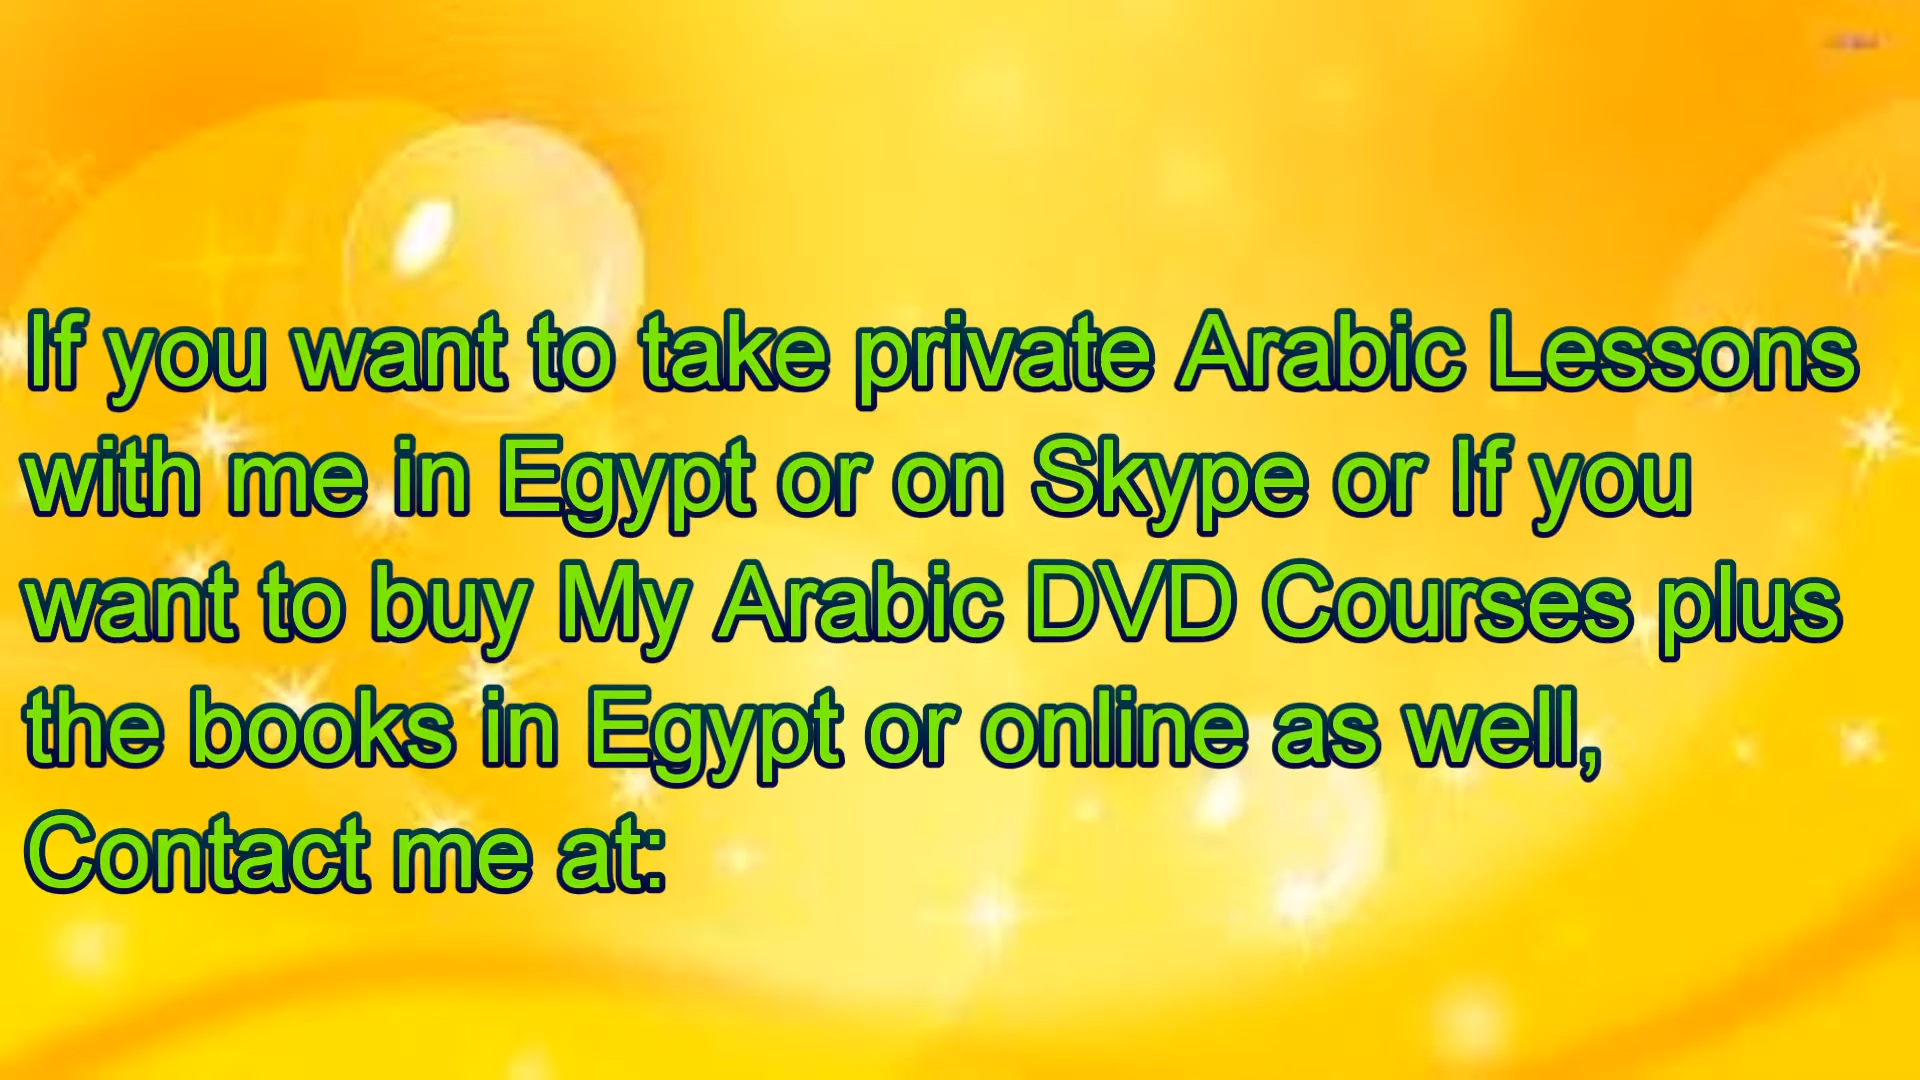 If you want to take private Arabic Lessons
with me in Egypt or on Skype or If you
want to buy My Arabic DVD Courses plus
the books in Egypt or online as well,
Contact me at: